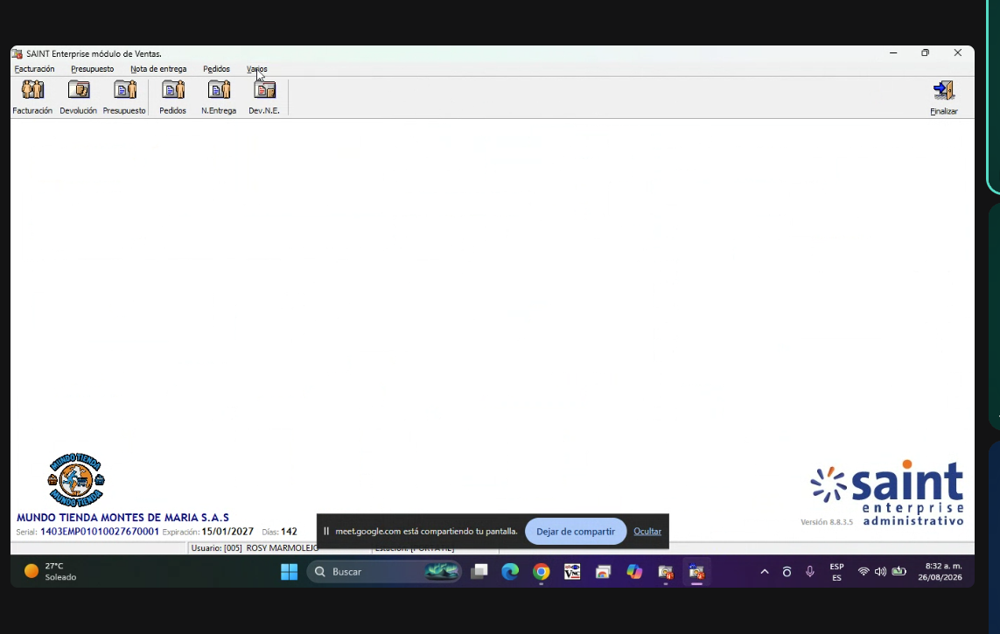 SAINT Enterprise módulo de Ventas.
Facturación Presupuesto Nota de entrega Pedidos Varios
Facturación Devolución Presupuesto Pedidos N.Entrega Dev.N.E. Finalizar
MUNDO TIENDA
MUNDO TIENDA
saint
enterprise
Versión 8.8.3.5 administrativo
MUNDO TIENDA MONTES DE MARIA S.A.S
Serial: 1403EMP01010027670001 Expiración: 15/01/2027 Días: 142
meet.google.com está compartiendo tu pantalla. Dejar de compartir Ocultar
Usuario: [005] ROSY MARMOLEJO
27°C
Soleado
Buscar
ESP
ES
8:32 a. m.
26/08/2026